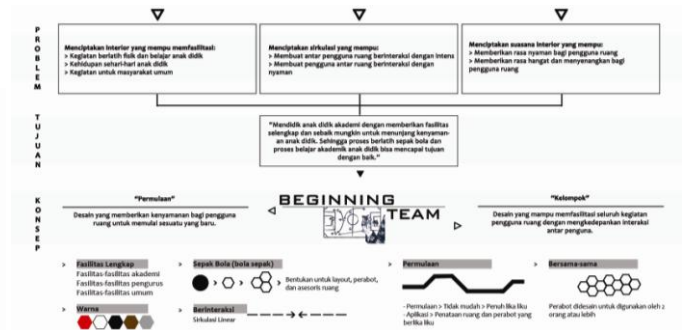 PROBLEM
Menciptakan interior yang mampu memfasilitasi:
> Kegiatan berlatih fisik dan belajar anak didik
> Kehidupan sehari-hari anak didik
> Kegiatan untuk masyarakat umum
Menciptakan sirkulasi yang mampu:
> Membuat antar pengguna ruang berinteraksi dengan intens
> Membuat pengguna antar ruang berinteraksi dengan
nyaman
Menciptakan suasana interior yang mampu:
> Memberikan rasa nyaman bagi pengguna ruang
> Memberikan rasa hangat dan menyenangkan bagi
pengguna ruang
TUJUAN
"Mendidik anak didik akademi dengan memberikan fasilitas
selengkap dan sebaik mungkin untuk menunjang kenyaman-
an anak didik. Sehingga proses berlatih sepak bola dan
proses belajar akademik anak didik bisa mencapai tujuan
dengan baik."
KONSEP
"Permulaan"
Desain yang memberikan kenyamanan bagi pengguna
ruang untuk memulai sesuatu yang baru.
BEGINNING
TEAM
"Kelompok"
Desain yang mampu memfasilitasi seluruh kegiatan
pengguna ruang dengan mengkedepankan interaksi
antar penguna.
> Fasilitas Lengkap
Fasilitas-fasilitas akademi
Fasilitas-fasilitas pengurus
Fasilitas-fasilitas umum
> Warna
> Sepak Bola (bola sepak)
Bentukan untuk layout, perabot,
dan asesoris ruang
> Berinteraksi
Sirkulasi Linear
> Permulaan
- Permulaan > Tidak mudah > Penuh lika liku
- Aplikasi > Penataan ruang dan perabot yang
berlika liku
> Bersama-sama
Perabot didesain untuk digunakan oleh 2
orang atau lebih